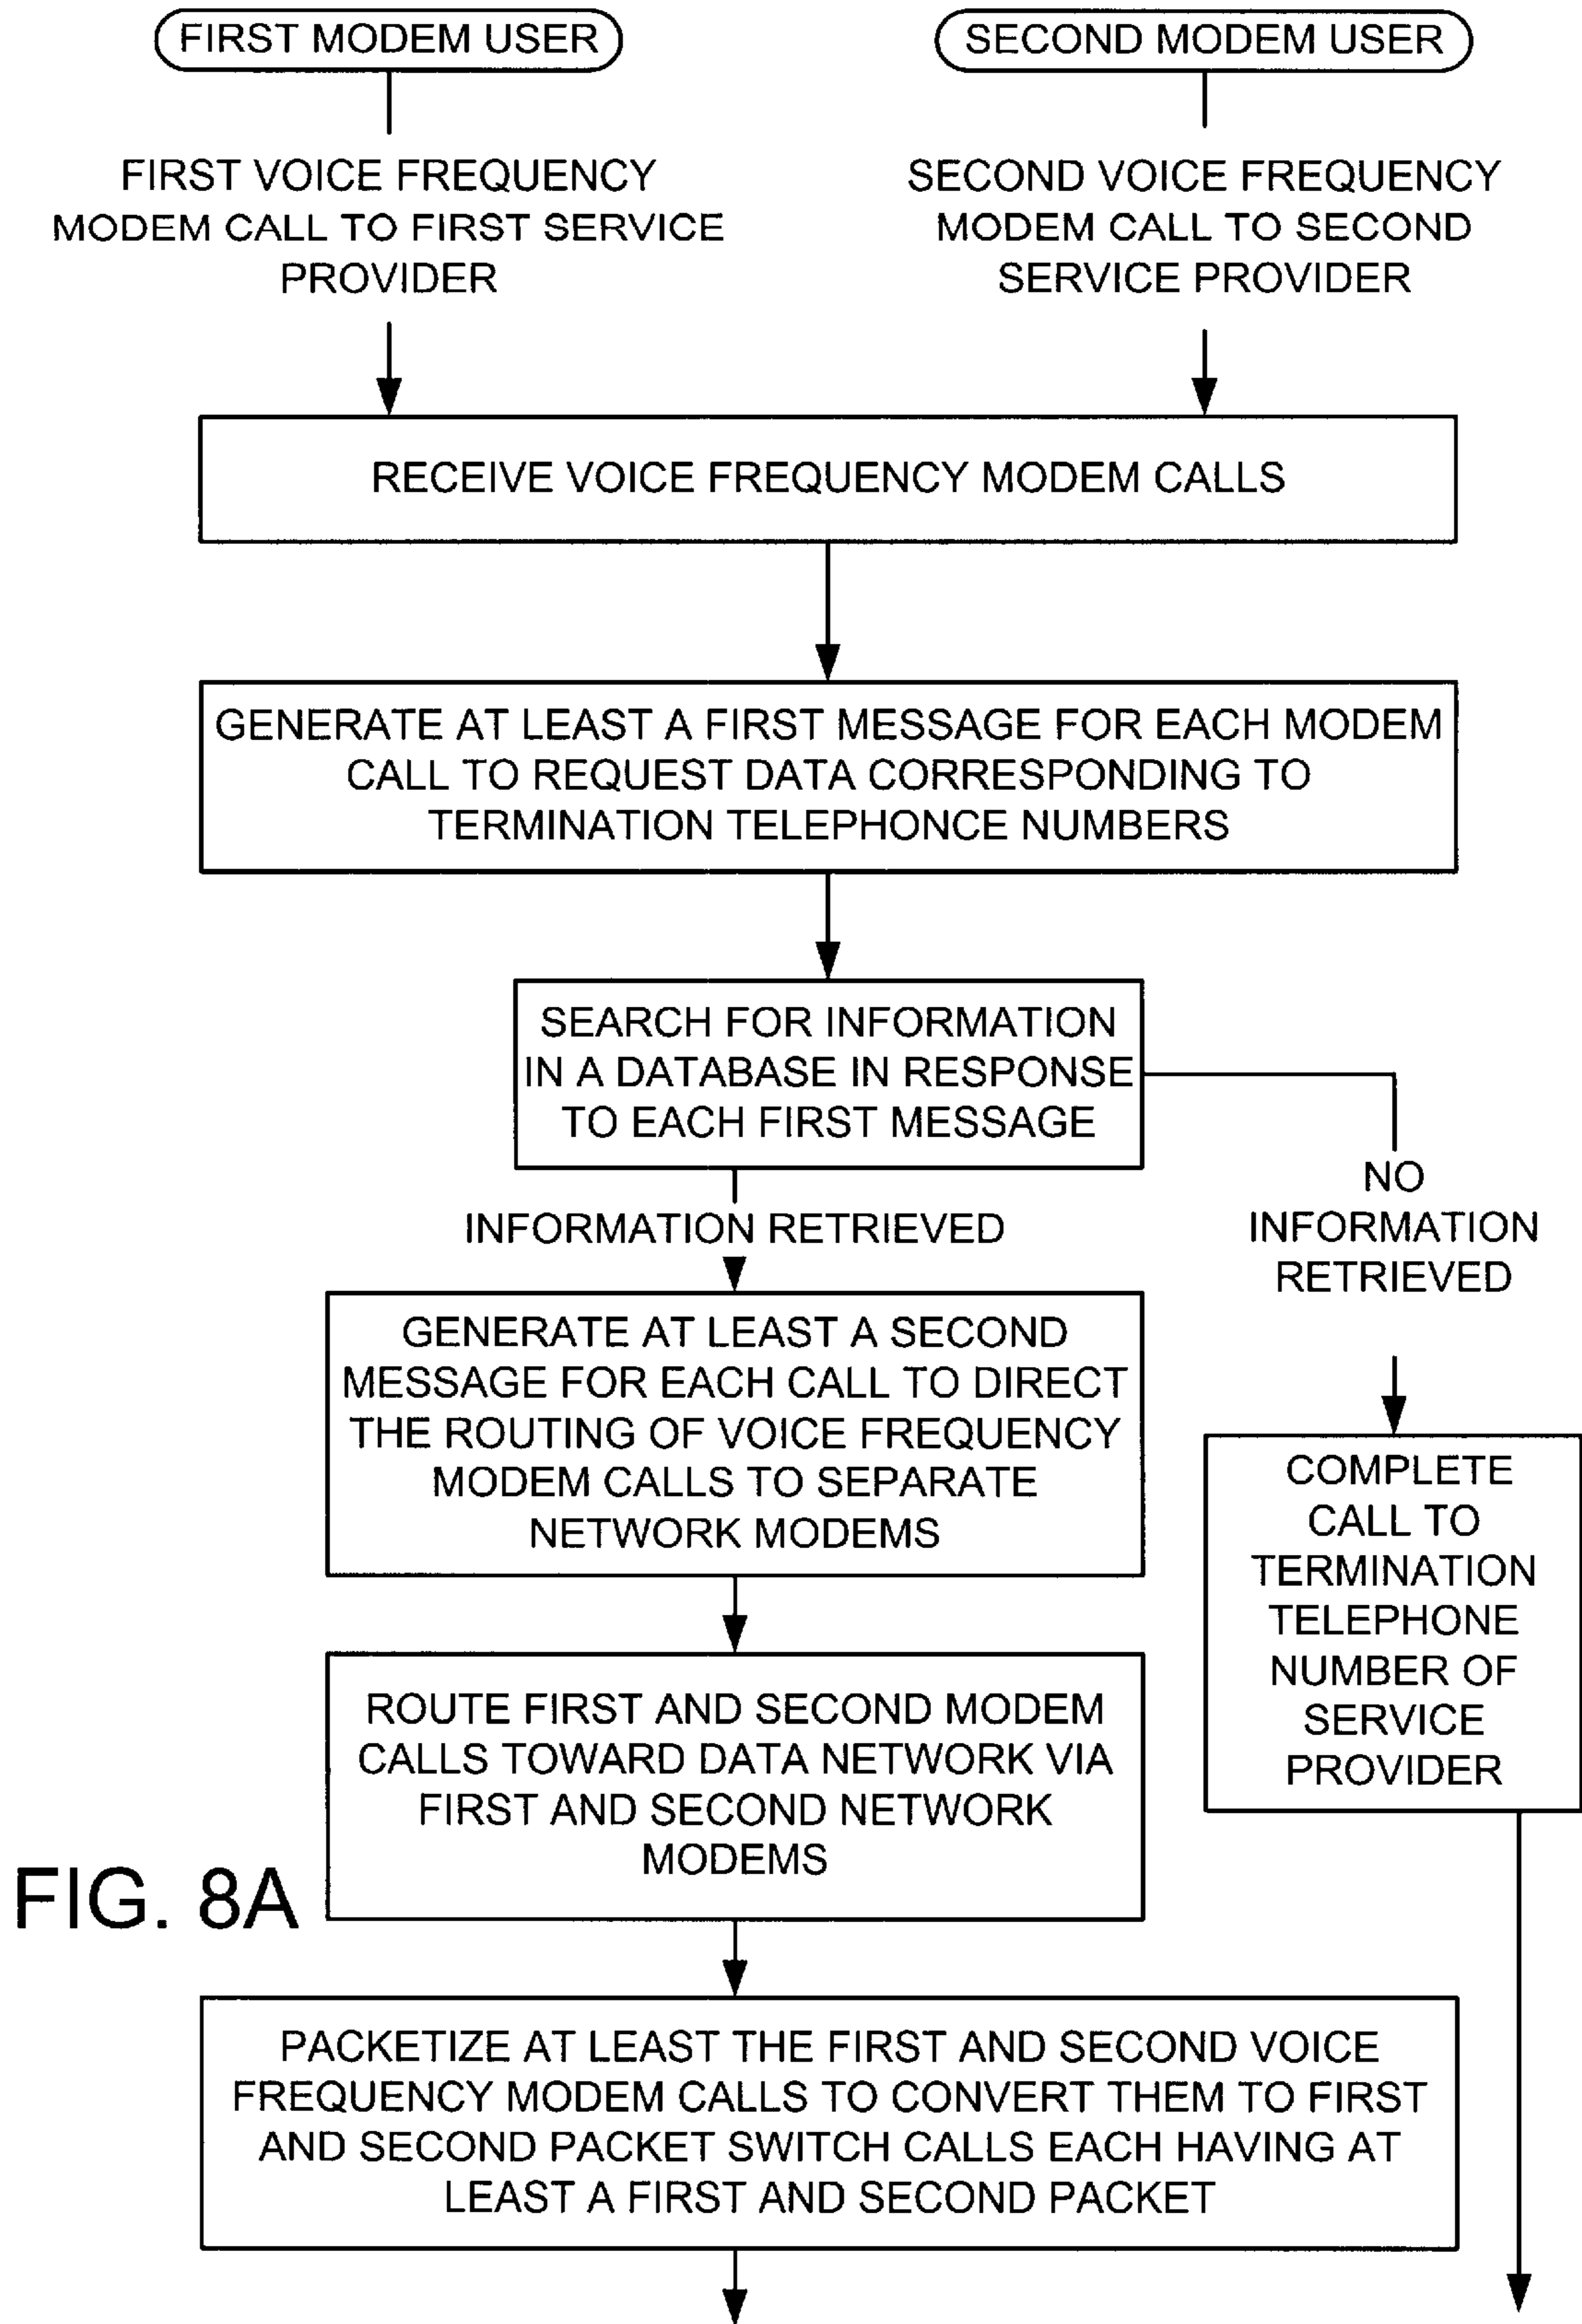 FIRST MODEM USER
SECOND MODEM USER
FIRST VOICE FREQUENCY
MODEM CALL TO FIRST SERVICE
PROVIDER
SECOND VOICE FREQUENCY
MODEM CALL TO SECOND
SERVICE PROVIDER
RECEIVE VOICE FREQUENCY MODEM CALLS
GENERATE AT LEAST A FIRST MESSAGE FOR EACH MODEM
CALL TO REQUEST DATA CORRESPONDING TO
TERMINATION TELEPHONCE NUMBERS
SEARCH FOR INFORMATION
IN A DATABASE IN RESPONSE
TO EACH FIRST MESSAGE
INFORMATION RETRIEVED
NO
INFORMATION
RETRIEVED
GENERATE AT LEAST A SECOND
MESSAGE FOR EACH CALL TO DIRECT
THE ROUTING OF VOICE FREQUENCY
MODEM CALLS TO SEPARATE
NETWORK MODEMS
COMPLETE
CALL TO
TERMINATION
TELEPHONE
NUMBER OF
SERVICE
PROVIDER
ROUTE FIRST AND SECOND MODEM
CALLS TOWARD DATA NETWORK VIA
FIRST AND SECOND NETWORK
MODEMS
FIG. 8A
PACKETIZE AT LEAST THE FIRST AND SECOND VOICE
FREQUENCY MODEM CALLS TO CONVERT THEM TO FIRST
AND SECOND PACKET SWITCH CALLS EACH HAVING AT
LEAST A FIRST AND SECOND PACKET